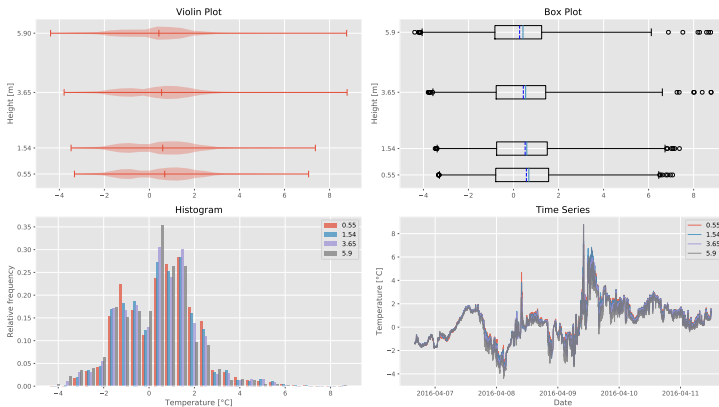 Violin Plot
5.90
3.65
1.54
0.55
Height [m]
−4 −2 0 2 4 6 8
Box Plot
5.9
3.65
1.54
0.55
Height [m]
−4 −2 0 2 4 6 8
Histogram
0.35
0.30
0.25
0.20
0.15
0.10
0.05
0.00
Relative frequency
0.55
1.54
3.65
5.9
−4 −2 0 2 4 6 8
Temperature [°C]
Time Series
8
6
4
2
0
−2
−4
Temperature [°C]
0.55
1.54
3.65
5.9
2016-04-07 2016-04-08 2016-04-09 2016-04-10 2016-04-11
Date